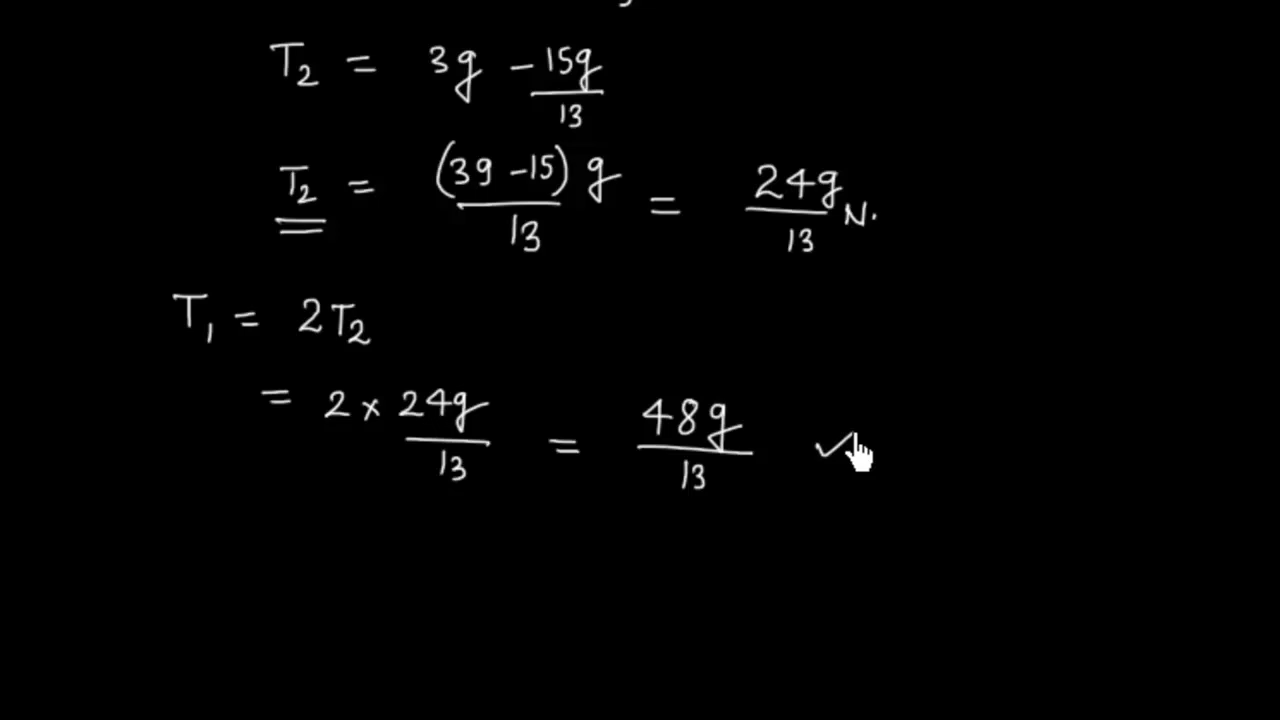 T₂ = 3g - 15g/13
T₂ = (39 - 15) g/13 = 24g/13 N.
T₁ = 2T₂
= 2 × 24g/13 = 48g/13 ✓